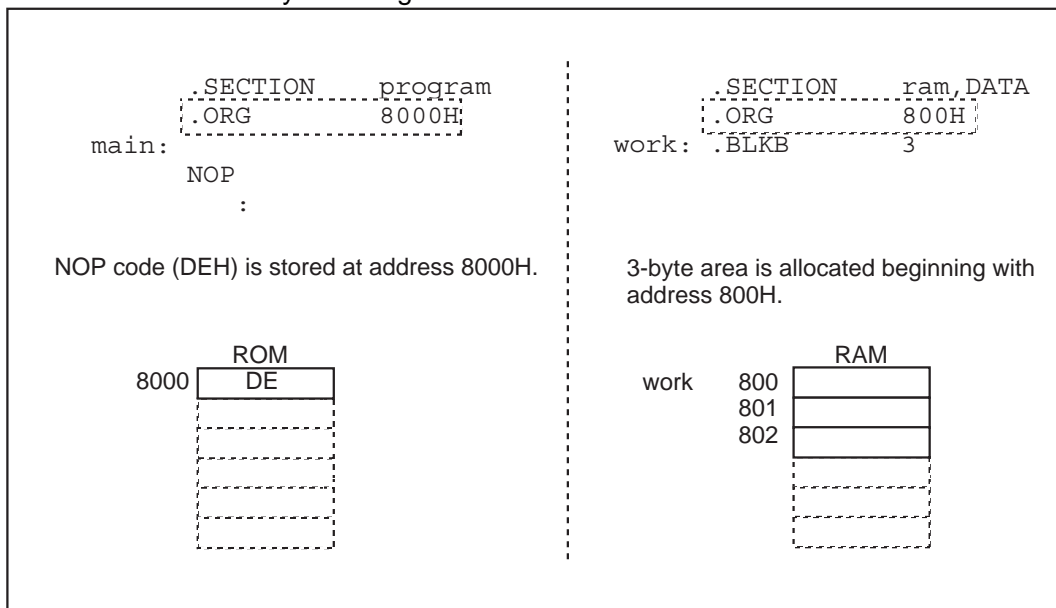 .SECTION program
.ORG 8000H
main:
NOP
:
NOP code (DEH) is stored at address 8000H.
ROM
8000 DE
.SECTION ram,DATA
.ORG 800H
work: .BLKB 3
3-byte area is allocated beginning with
address 800H.
RAM
work 800
801
802